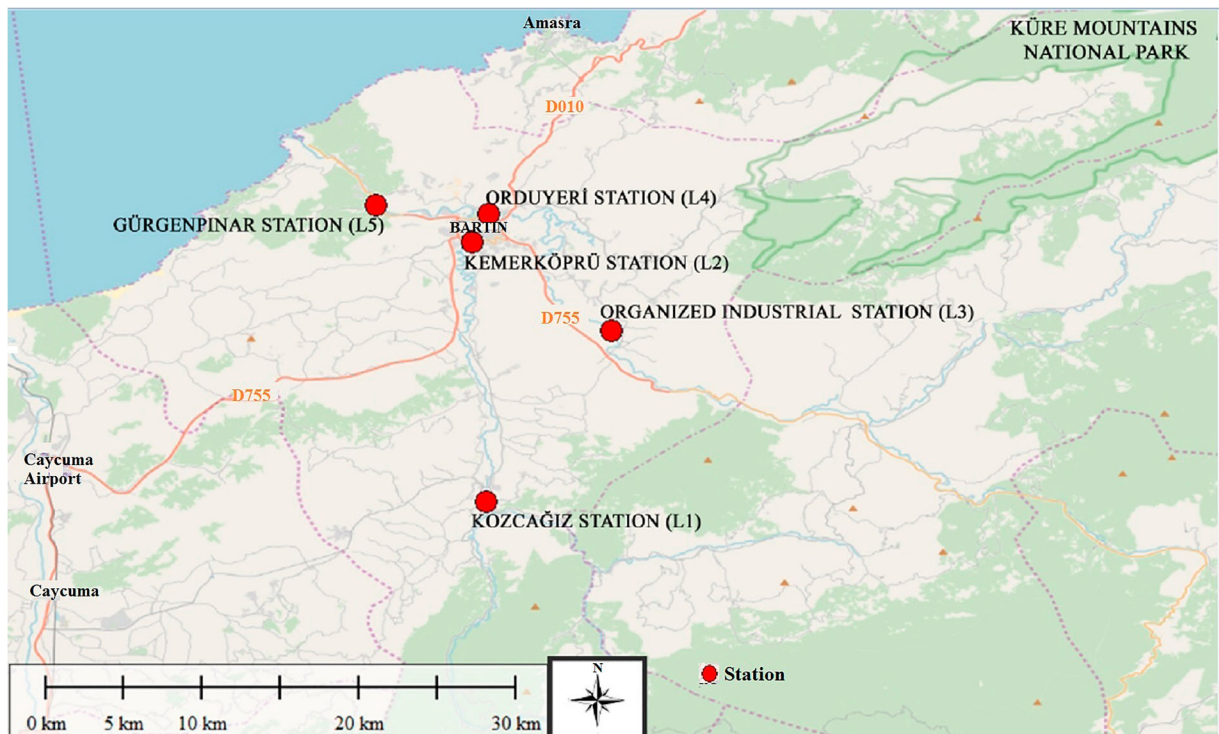 Amasra
KÜRE MOUNTAINS
NATIONAL PARK
D010
ORDUYERİ STATION (L4)
GÜRGENPINAR STATION (L5)
BARTIN
KEMERKÖPRÜ STATION (L2)
ORGANIZED INDUSTRIAL STATION (L3)
D755
D755
Caycuma
Airport
KOZCAĞIZ STATION (L1)
Caycuma
N
Station
0 km 5 km 10 km 20 km 30 km